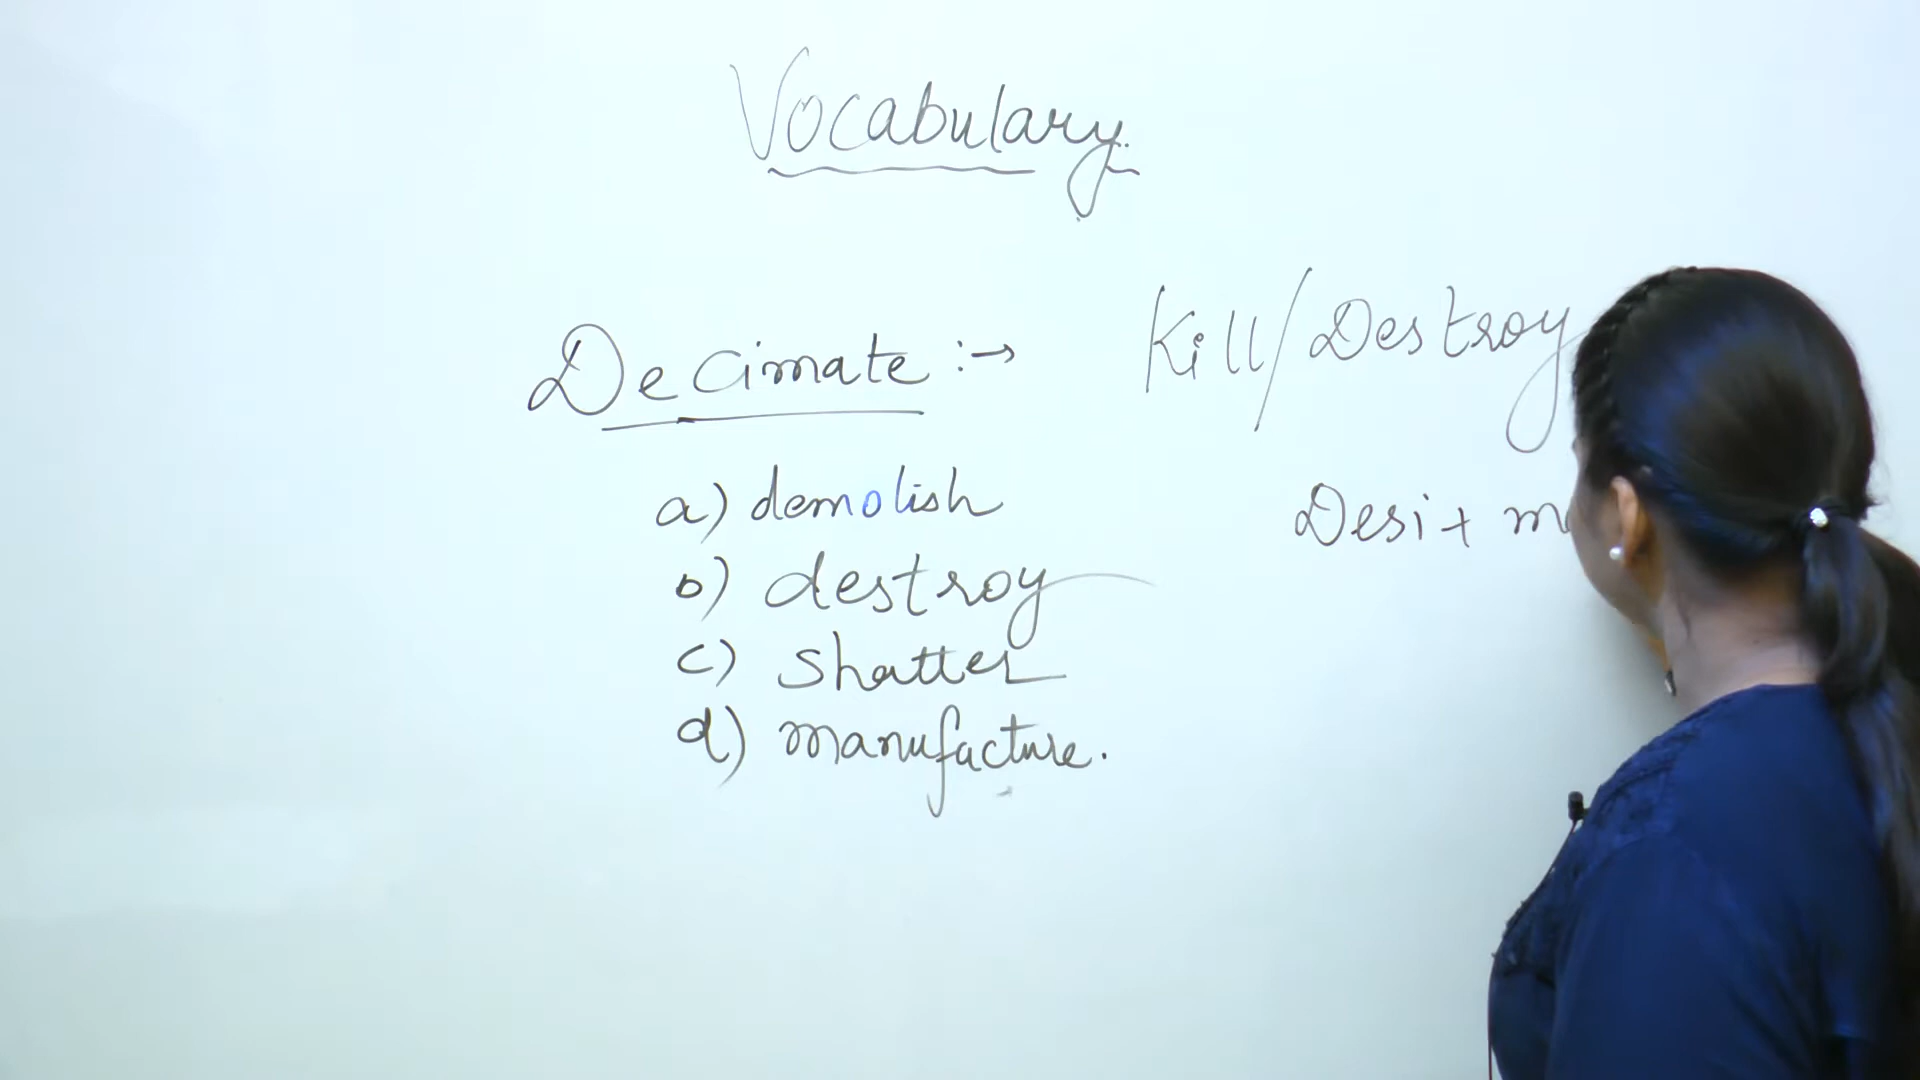 Vocabulary
Decimate :→ Kill/Destroy
a) demolish
Desi + m
b) destroy
c) Shatter
d) manufacture.